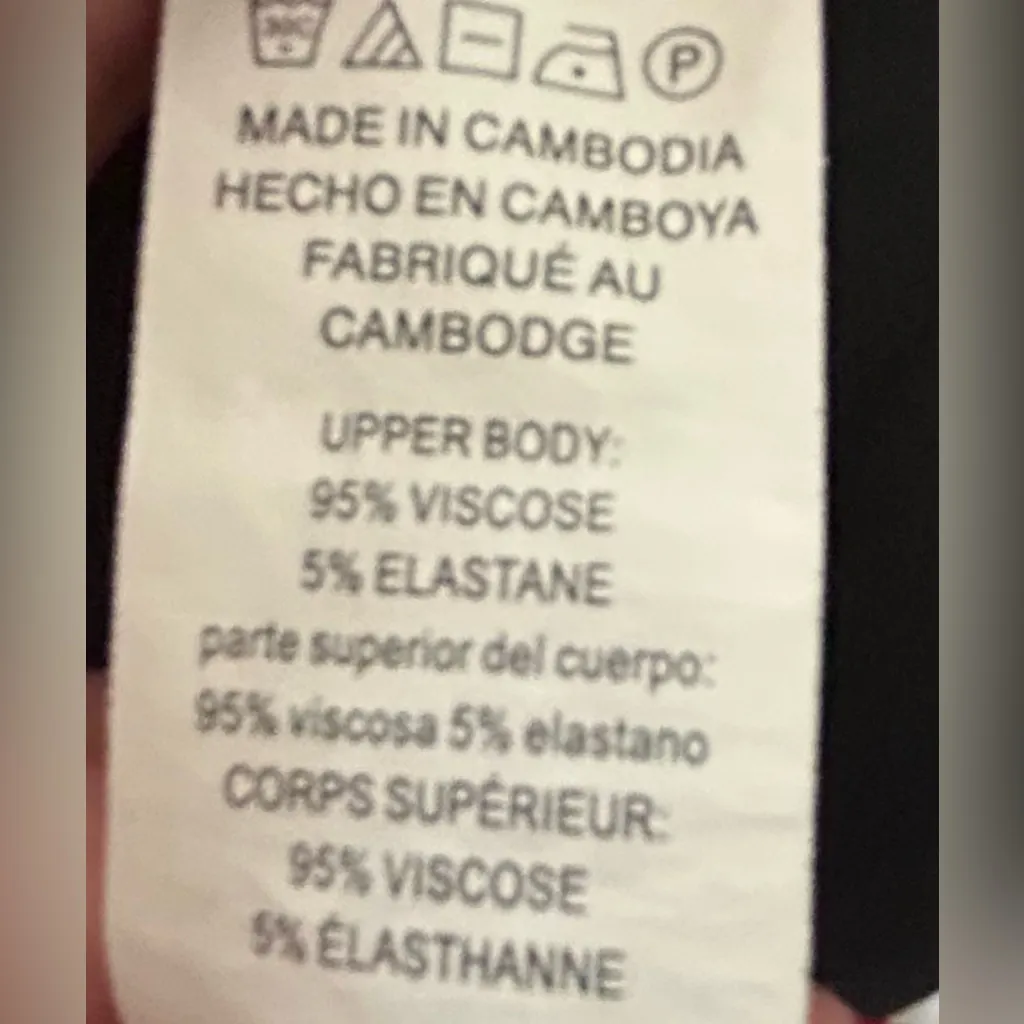 P
MADE IN CAMBODIA
HECHO EN CAMBOYA
FABRIQUÉ AU
CAMBODGE
UPPER BODY:
95% VISCOSE
5% ELASTANE
parte superior del cuerpo:
95% viscosa 5% elastano
CORPS SUPÉRIEUR:
95% VISCOSE
5% ÉLASTHANNE